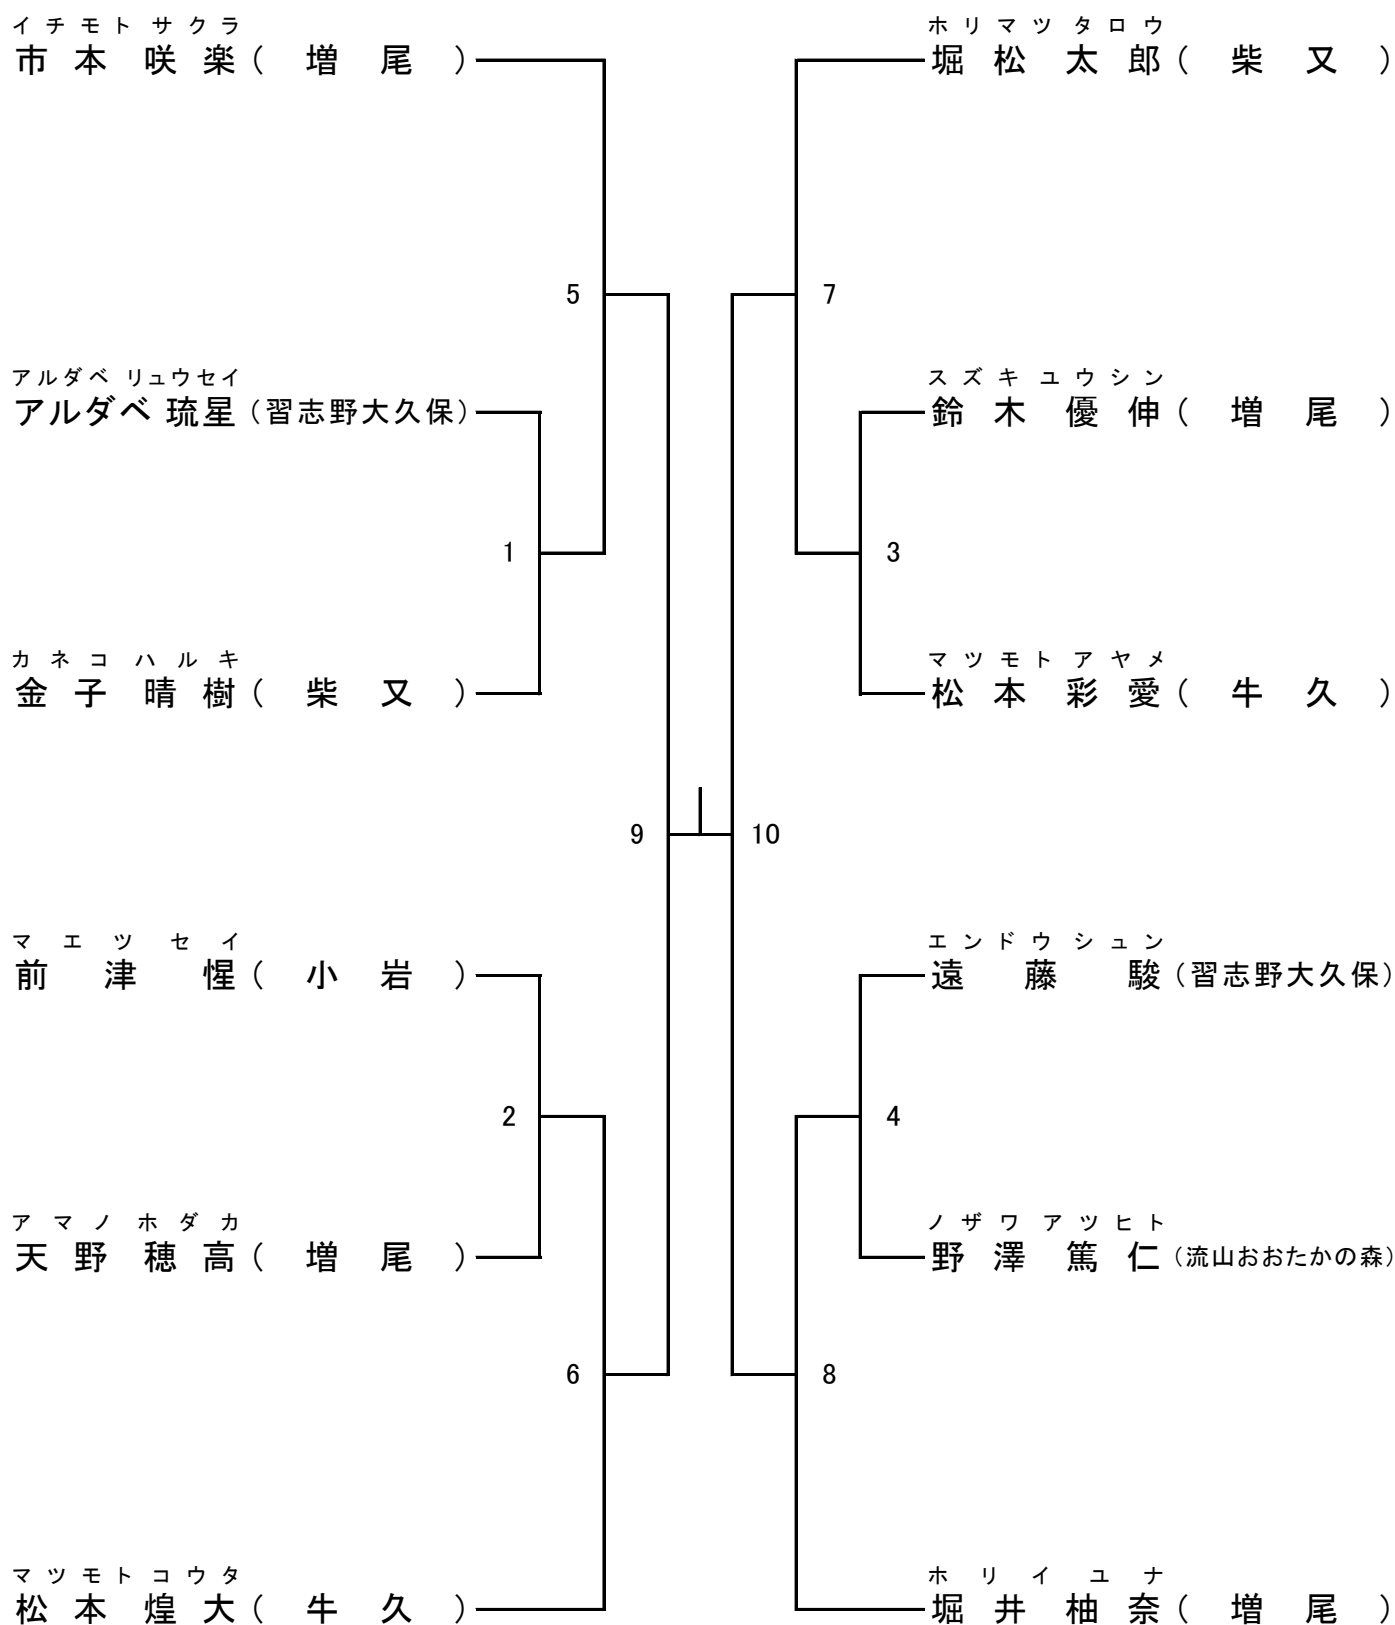 イチモト サクラ
市本 咲楽 ( 増尾 )
5
アルダベ リュウセイ
アルダベ 琉星 (習志野大久保)
1
カネコ ハルキ
金子 晴樹 ( 柴又 )
9
マエツ セイ
前津 惺 ( 小岩 )
2
アマノ ホダカ
天野 穂高 ( 増尾 )
6
マツモト コウタ
松本 煌大 ( 牛久 )
ホリマツ タロウ
堀松 太郎 ( 柴又 )
7
スズキ ユウシン
鈴木 優伸 ( 増尾 )
3
マツモト アヤメ
松本 彩愛 ( 牛久 )
10
エンドウ シュン
遠藤 駿 (習志野大久保)
4
ノザワ アツヒト
野澤 篤仁 (流山おおたかの森)
8
ホリイ ユナ
堀井 柚奈 ( 増尾 )